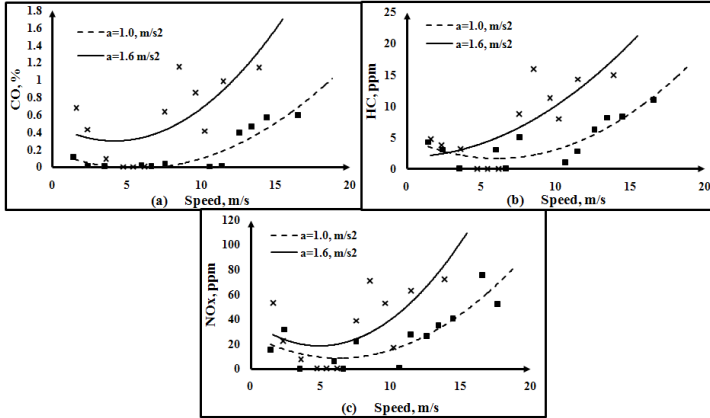 1.8
1.6
1.4
1.2
1
0.8
0.6
0.4
0.2
0
CO, %
a=1.0, m/s2
a=1.6 m/s2
0 5 10 15 20
(a) Speed, m/s
25
20
15
10
5
0
HC, ppm
a=1.0, m/s2
a=1.6, m/s2
0 5 10 15 20
Speed, m/s (b)
120
100
80
60
40
20
0
NOx, ppm
a=1.0, m/s2
a=1.6, m/s2
0 5 10 15 20
(c) Speed, m/s